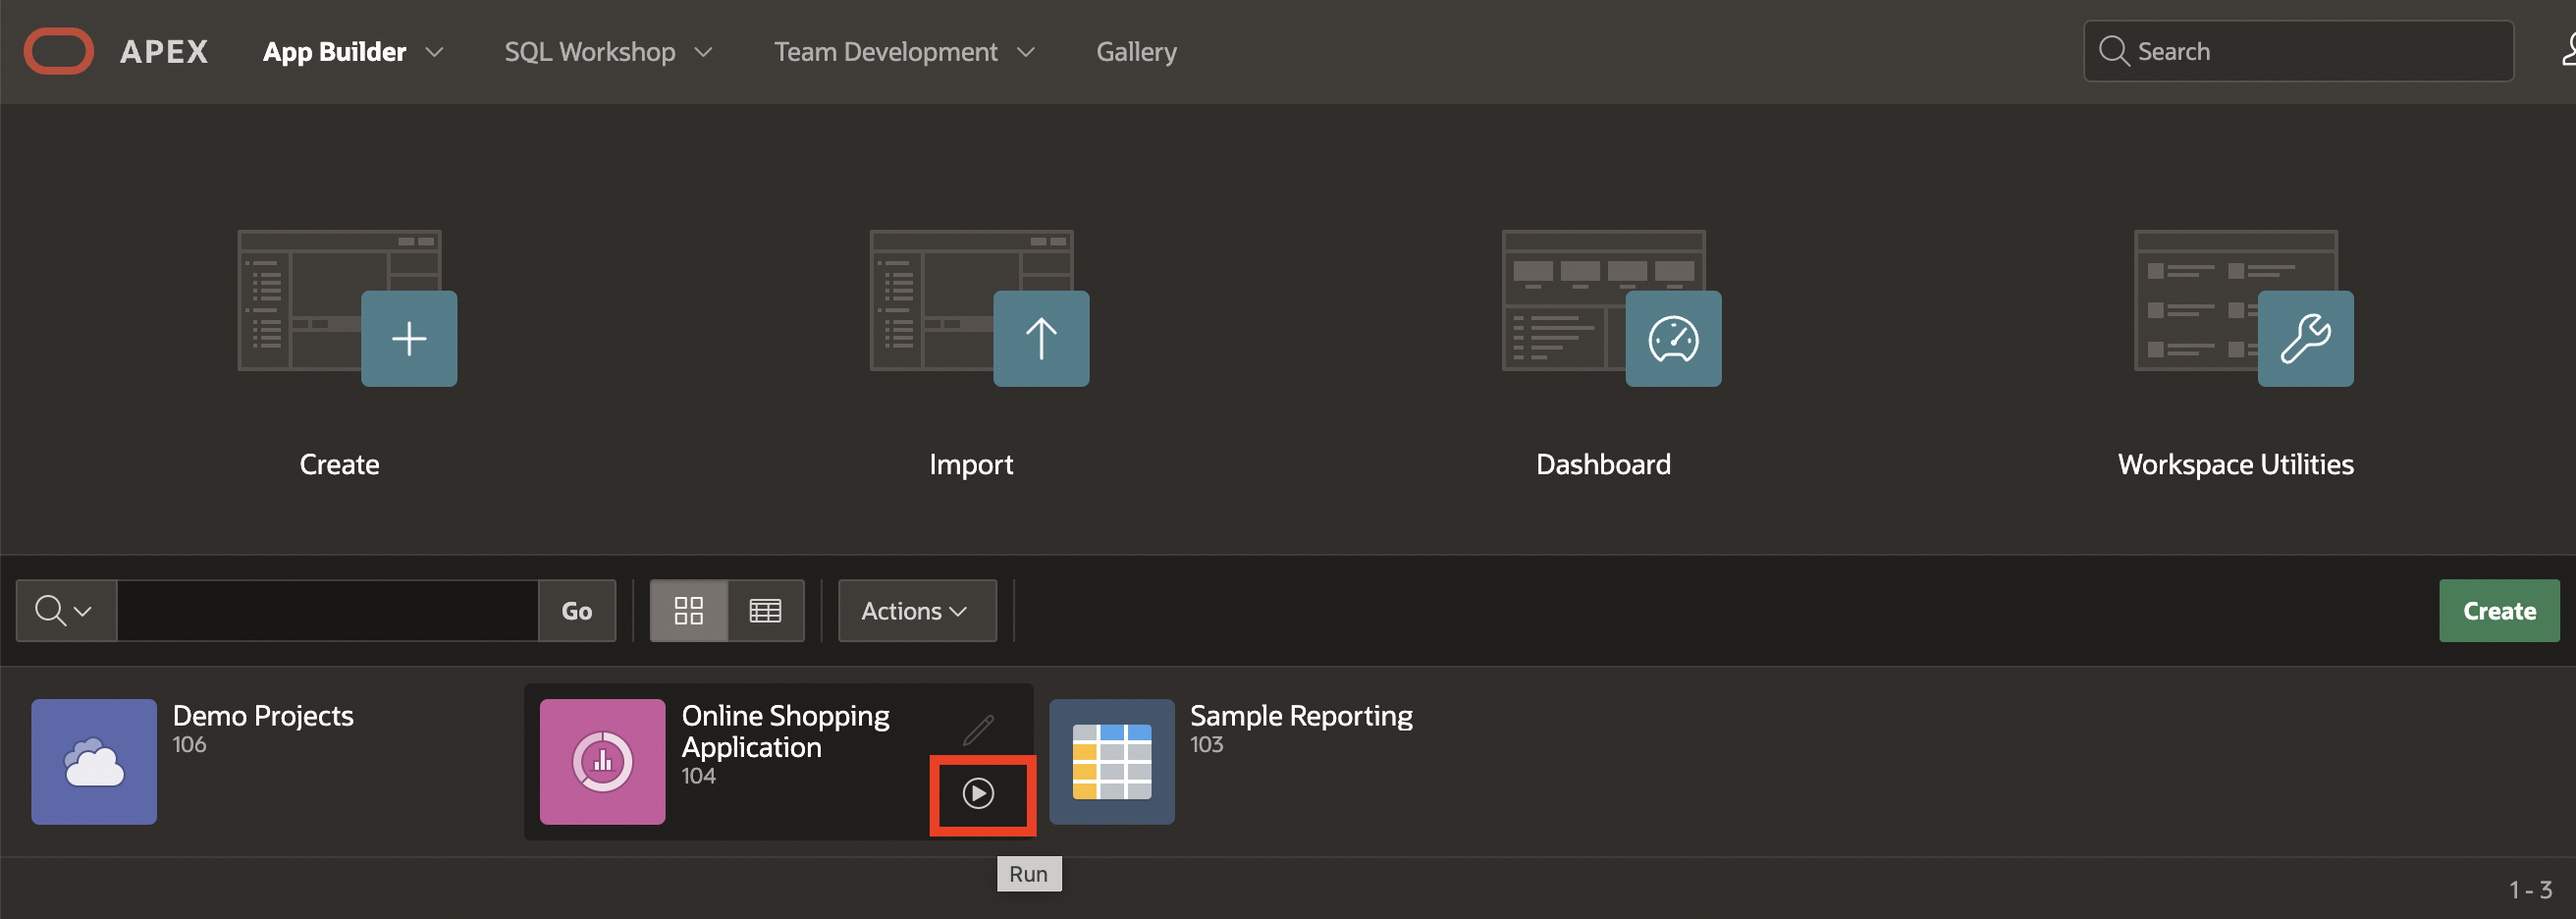 APEX App Builder SQL Workshop Team Development Gallery Search
Create Import Dashboard Workspace Utilities
Go Actions Create
Demo Projects
106
Online Shopping
Application
104
Sample Reporting
103
Run
1 - 3